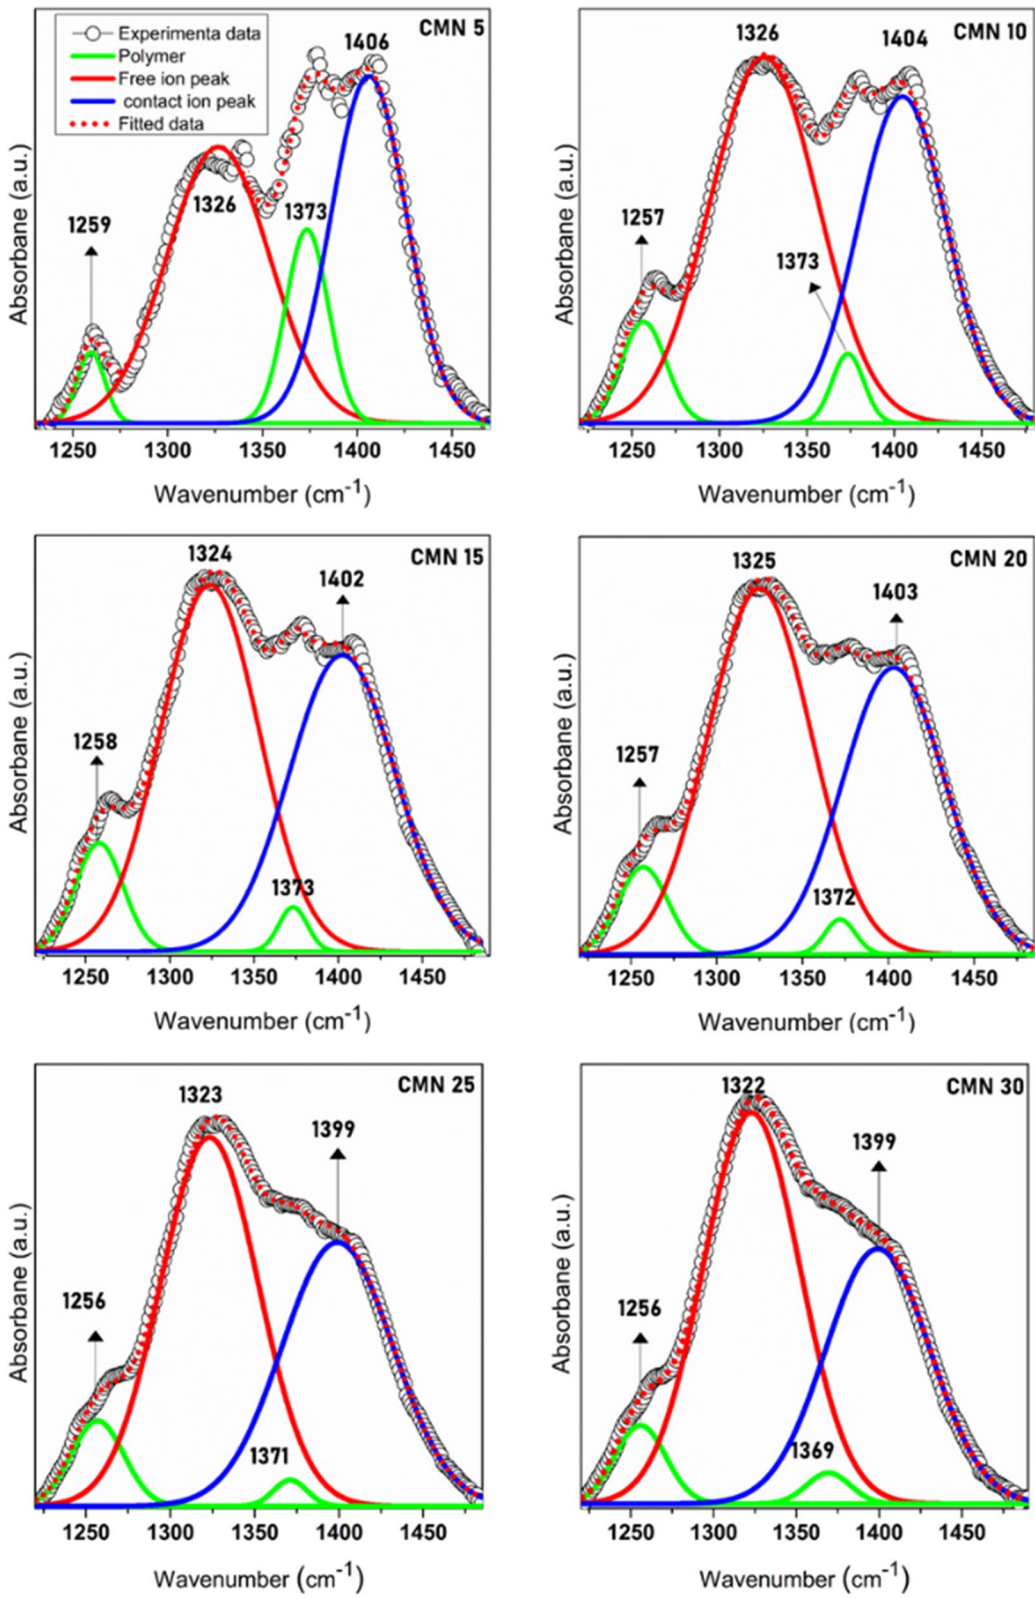 Experimenta data
Polymer
Free ion peak
contact ion peak
Fitted data
CMN 5
1259
1326
1373
1406
Absorbane (a.u.)
1250 1300 1350 1400 1450
Wavenumber (cm⁻¹)
CMN 10
1257
1326
1373
1404
Absorbane (a.u.)
1250 1300 1350 1400 1450
Wavenumber (cm⁻¹)
CMN 15
1258
1324
1373
1402
Absorbane (a.u.)
1250 1300 1350 1400 1450
Wavenumber (cm⁻¹)
CMN 20
1257
1325
1372
1403
Absorbane (a.u.)
1250 1300 1350 1400 1450
Wavenumber (cm⁻¹)
CMN 25
1256
1323
1371
1399
Absorbane (a.u.)
1250 1300 1350 1400 1450
Wavenumber (cm⁻¹)
CMN 30
1256
1322
1369
1399
Absorbane (a.u.)
1250 1300 1350 1400 1450
Wavenumber (cm⁻¹)